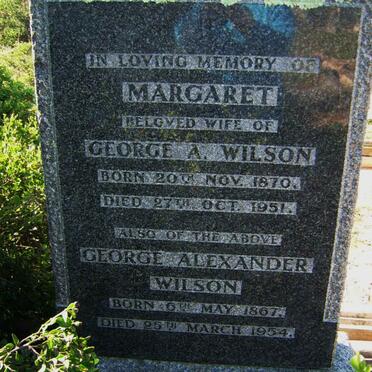 IN LOVING MEMORY OF
MARGARET
BELOVED WIFE OF
GEORGE A. WILSON
BORN 20TH NOV. 1870.
DIED 27TH OCT. 1951.
ALSO OF THE ABOVE
GEORGE ALEXANDER
WILSON
BORN 6TH MAY 1867.
DIED 25TH MARCH 1954.